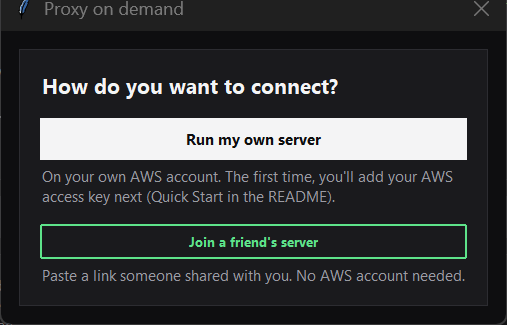 Proxy on demand
How do you want to connect?
Run my own server
On your own AWS account. The first time, you'll add your AWS
access key next (Quick Start in the README).
Join a friend's server
Paste a link someone shared with you. No AWS account needed.